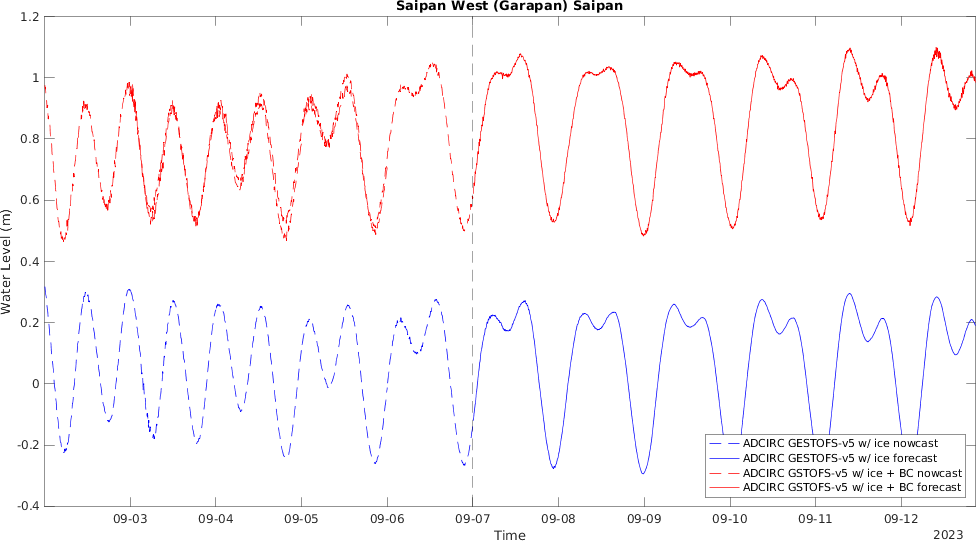 Saipan West (Garapan) Saipan
1.2
1
0.8
0.6
0.4
0.2
0
-0.2
-0.4
Water Level (m)
ADCIRC GESTOFS-v5 w/ ice nowcast
ADCIRC GESTOFS-v5 w/ ice forecast
ADCIRC GSTOFS-v5 w/ ice + BC nowcast
ADCIRC GSTOFS-v5 w/ ice + BC forecast
09-03 09-04 09-05 09-06 09-07 09-08 09-09 09-10 09-11 09-12
Time
2023